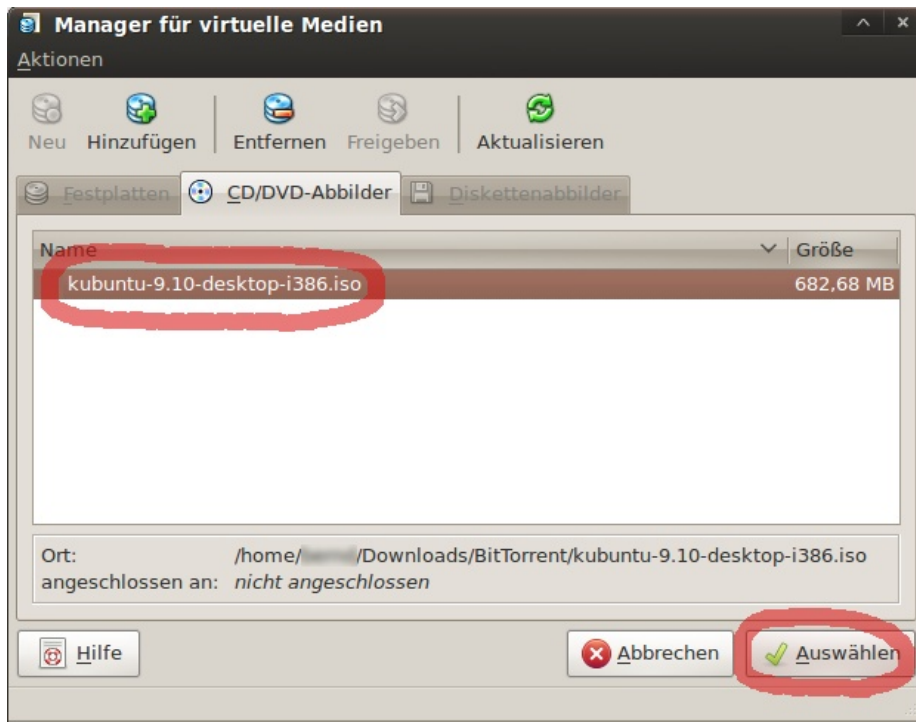 Manager für virtuelle Medien
Aktionen
Neu Hinzufügen Entfernen Freigeben Aktualisieren
Festplatten CD/DVD-Abbilder Diskettenabbilder
Name Größe
kubuntu-9.10-desktop-i386.iso 682,68 MB
Ort: /home/ /Downloads/BitTorrent/kubuntu-9.10-desktop-i386.iso
angeschlossen an: nicht angeschlossen
Hilfe Abbrechen Auswählen